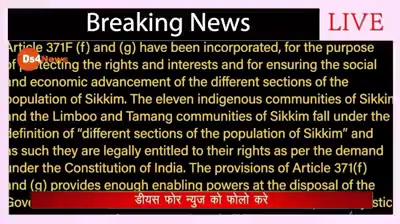 Breaking News
LIVE
Article 371F (f) and (g) have been incorporated, for the purpose
Ds4News
of protecting the rights and interests and for ensuring the social
and economic advancement of the different sections of the
population of Sikkim. The eleven indigenous communities of Sikkim
and the Limboo and Tamang communities of Sikkim fall under the
definition of "different sections of the population of Sikkim" and
as such they are legally entitled to their rights as per the demand
under the Constitution of India. The provisions of Article 371(f)
and (g) provides enough enabling powers at the disposal of the
डीयस फोर न्युज को फोलो करे